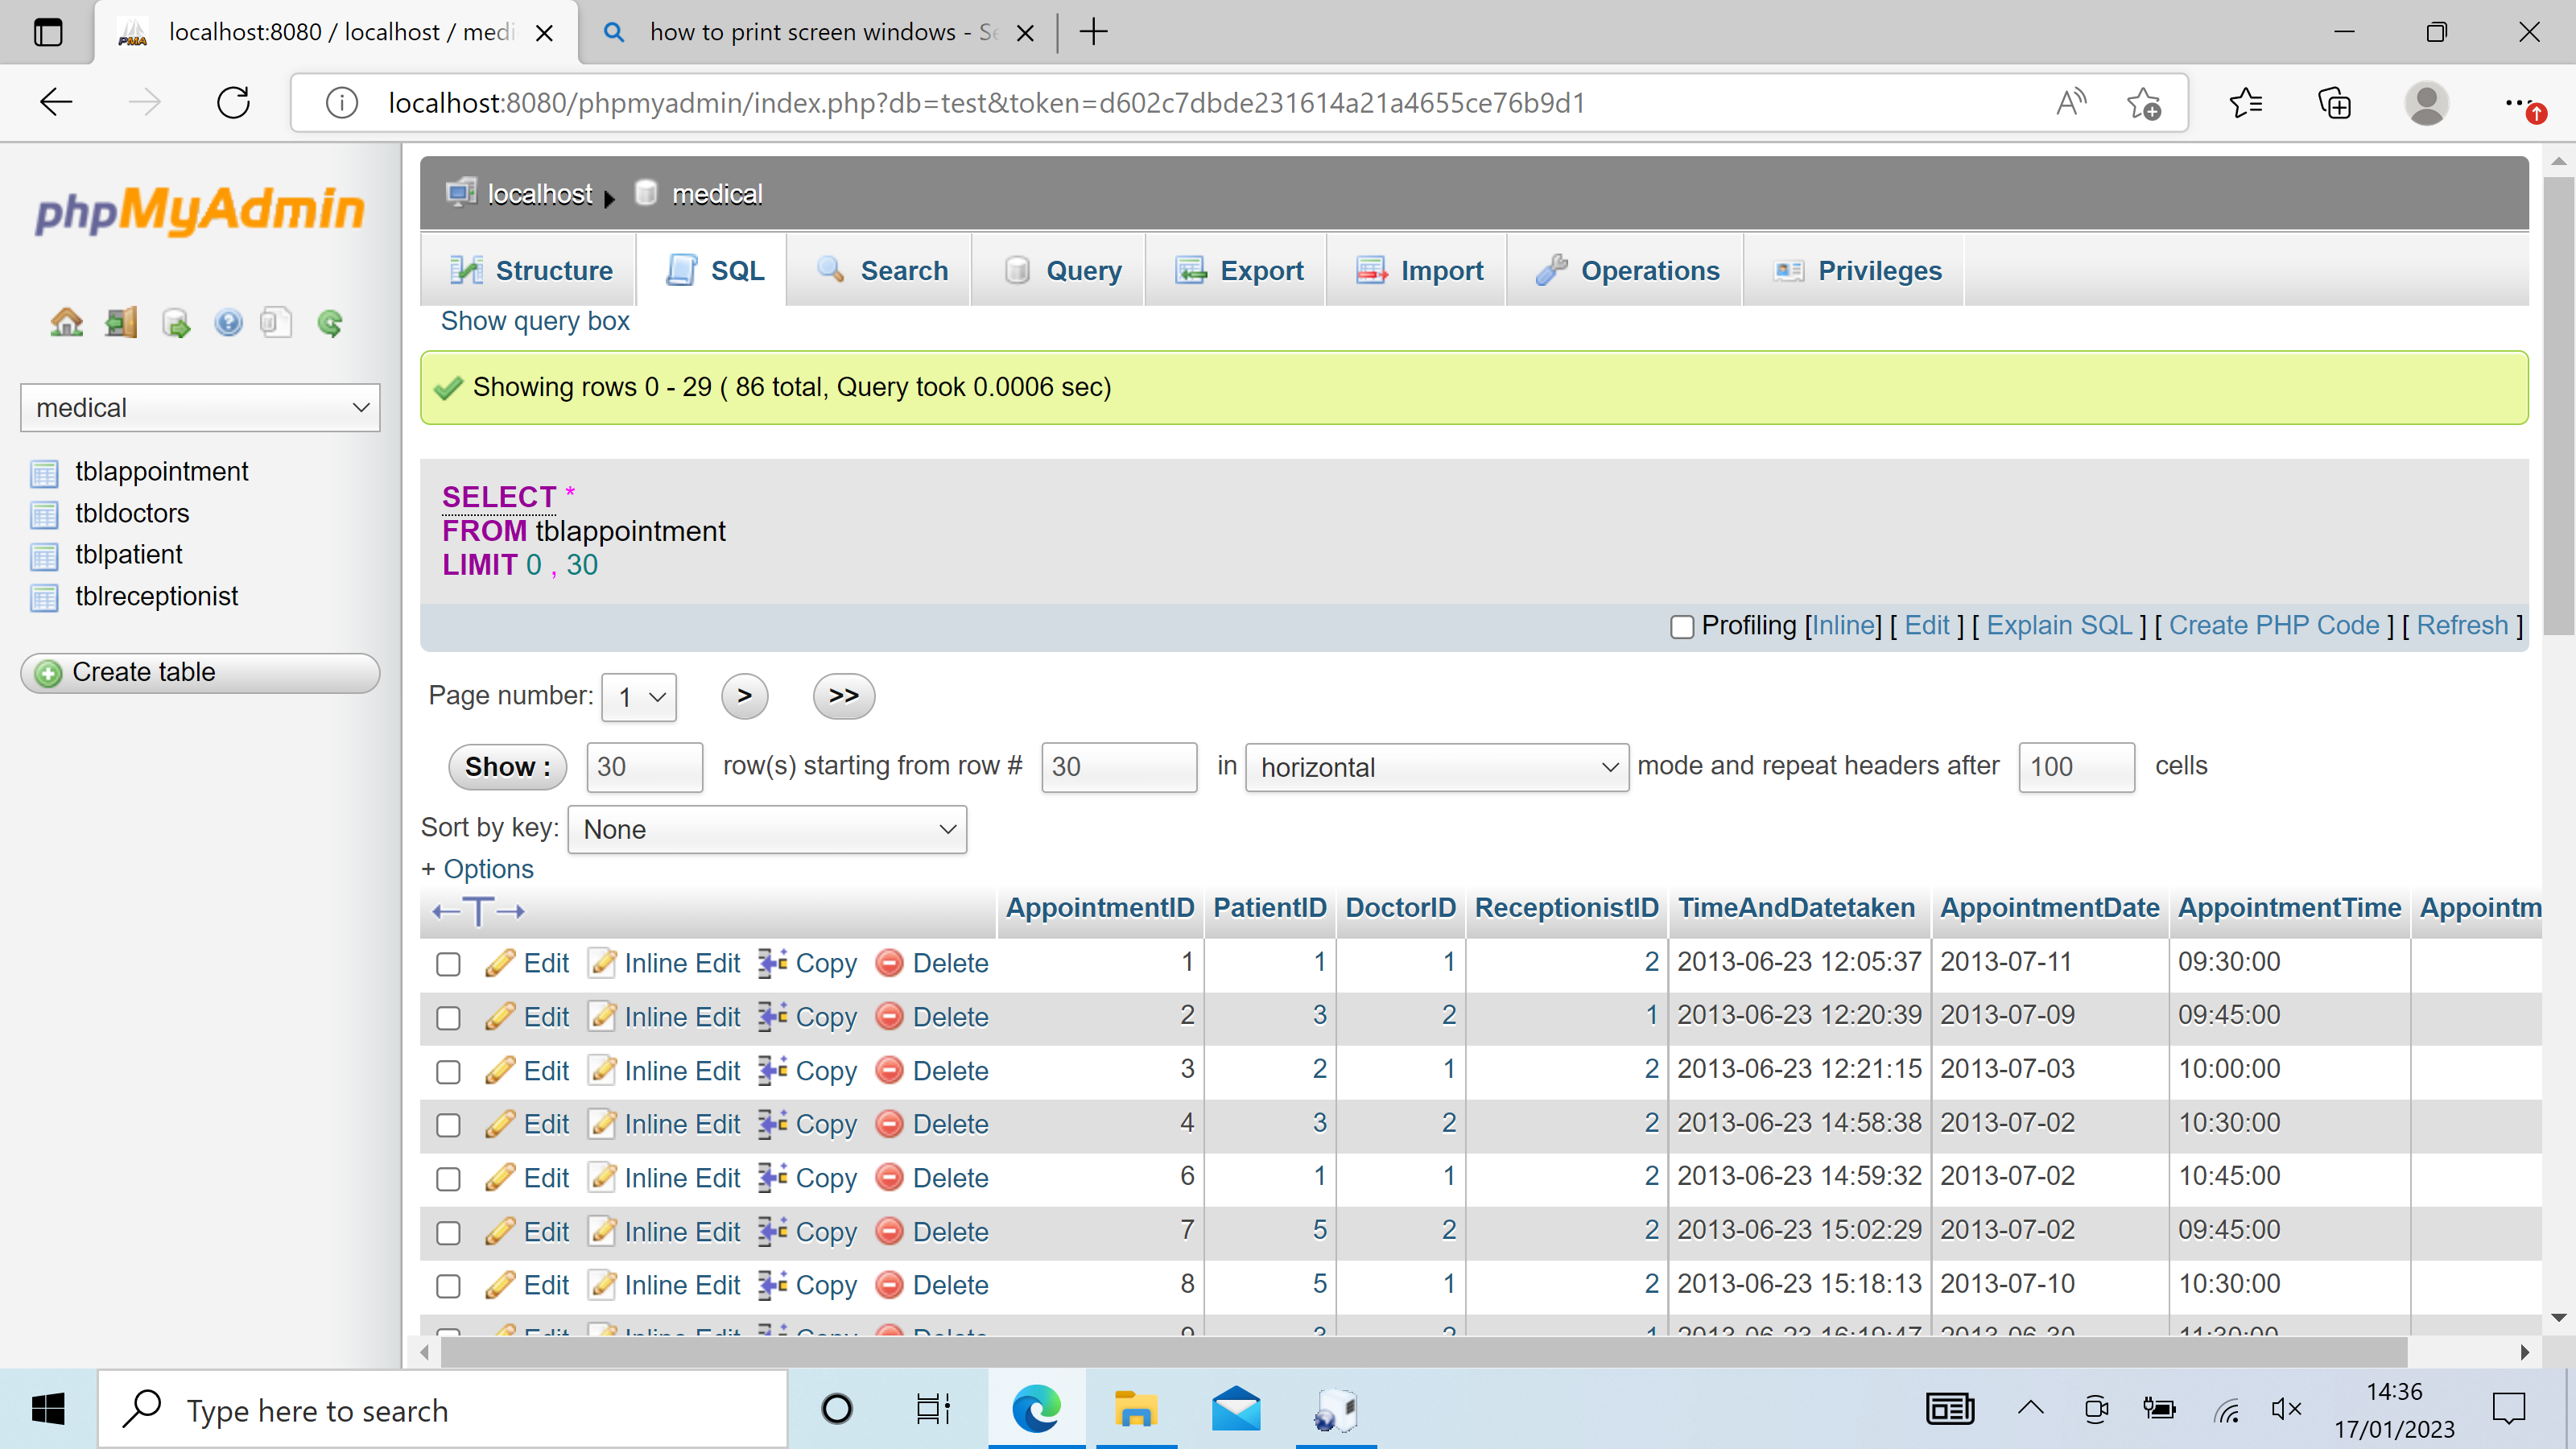 localhost:8080 / localhost / medi
how to print screen windows - Se
localhost:8080/phpmyadmin/index.php?db=test&token=d602c7dbde231614a21a4655ce76b9d1
phpMyAdmin
medical
tblappointment
tbldoctors
tblpatient
tblreceptionist
Create table
localhost medical
Structure SQL Search Query Export Import Operations Privileges
Show query box
Showing rows 0 - 29 ( 86 total, Query took 0.0006 sec)
SELECT *
FROM tblappointment
LIMIT 0 , 30
Profiling [Inline] [ Edit ] [ Explain SQL ] [ Create PHP Code ] [ Refresh ]
Page number: 1 > >>
Show : 30 row(s) starting from row # 30 in horizontal mode and repeat headers after 100 cells
Sort by key: None
+ Options
←T→ AppointmentID PatientID DoctorID ReceptionistID TimeAndDatetaken AppointmentDate AppointmentTime Appointm
Edit Inline Edit Copy Delete 1 1 1 2 2013-06-23 12:05:37 2013-07-11 09:30:00
Edit Inline Edit Copy Delete 2 3 2 1 2013-06-23 12:20:39 2013-07-09 09:45:00
Edit Inline Edit Copy Delete 3 2 1 2 2013-06-23 12:21:15 2013-07-03 10:00:00
Edit Inline Edit Copy Delete 4 3 2 2 2013-06-23 14:58:38 2013-07-02 10:30:00
Edit Inline Edit Copy Delete 6 1 1 2 2013-06-23 14:59:32 2013-07-02 10:45:00
Edit Inline Edit Copy Delete 7 5 2 2 2013-06-23 15:02:29 2013-07-02 09:45:00
Edit Inline Edit Copy Delete 8 5 1 2 2013-06-23 15:18:13 2013-07-10 10:30:00
Type here to search
14:36
17/01/2023